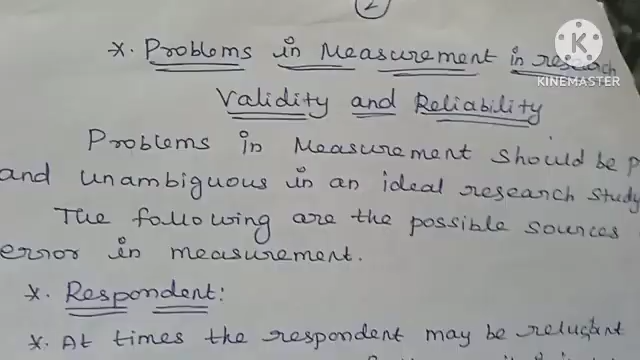 2
*. Problems in Measurement in research
K
KINEMASTER
Validity and Reliability
Problems in Measurement should be
and unambiguous in an ideal research study
The following are the possible sources
error in measurement.
*. Respondent:
*. At times the respondent may be reluctant